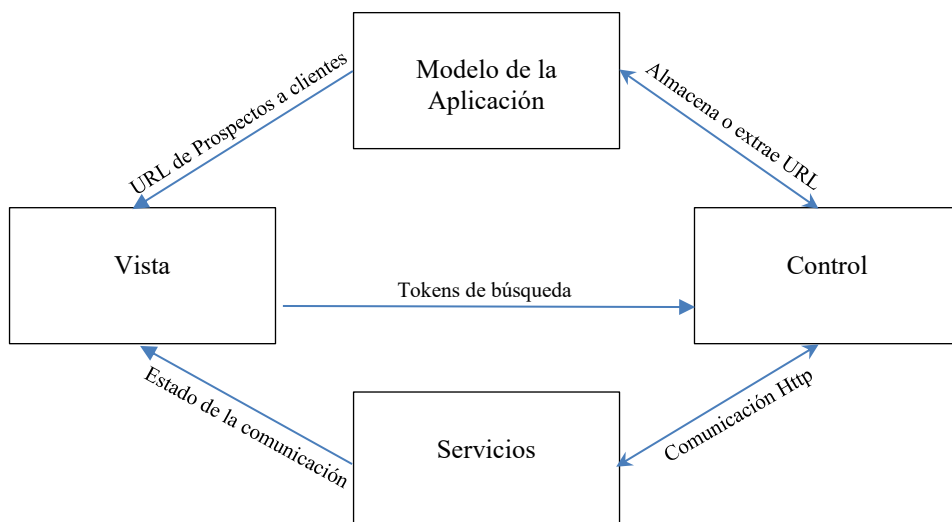 Modelo de la
Aplicación
URL de Prospectos a clientes
Almacena o extrae URL
Vista
Control
Tokens de búsqueda
Estado de la comunicación
Comunicación Http
Servicios